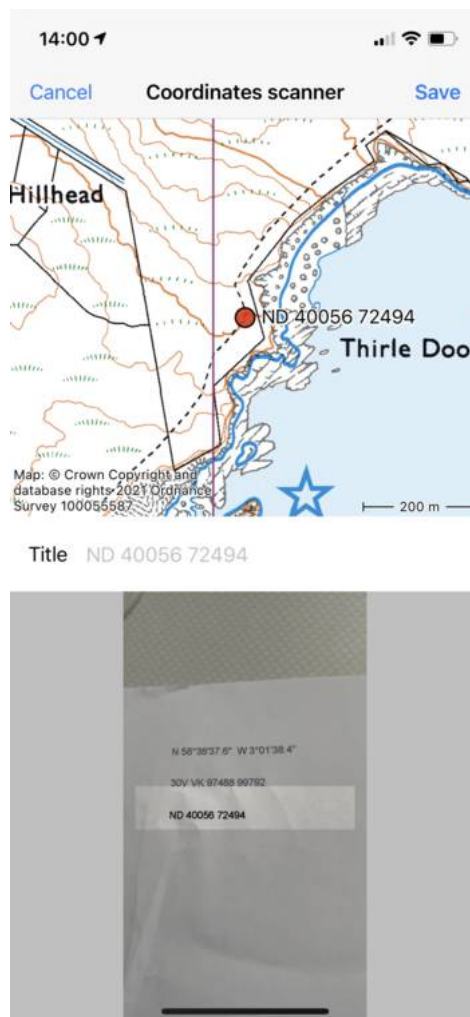 14:00
Cancel Coordinates scanner Save
Hillhead
ND 40056 72494
Thirle Doo
Map: © Crown Copyright and
database rights 2021 Ordnance
Survey 100055587
200 m
Title ND 40056 72494
N 58°38'37.6" W 3°01'38.4"
30V VK 97488 99792
ND 40056 72494